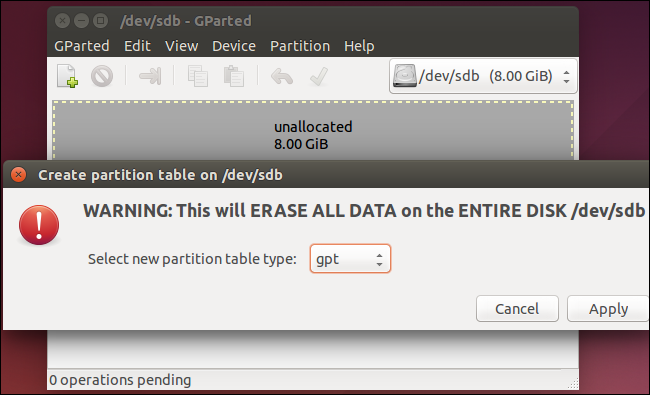 /dev/sdb - GParted
GParted Edit View Device Partition Help
/dev/sdb (8.00 GiB)
unallocated
8.00 GiB
Create partition table on /dev/sdb
WARNING: This will ERASE ALL DATA on the ENTIRE DISK /dev/sdb
Select new partition table type: gpt
Cancel Apply
0 operations pending